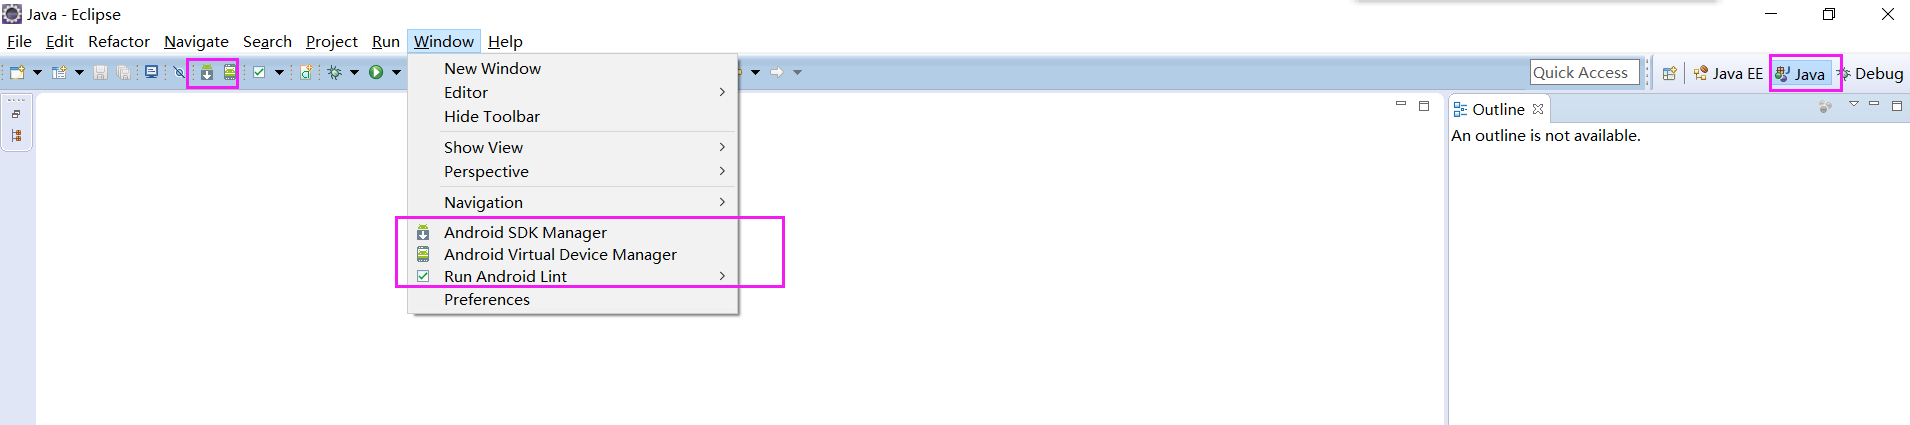 Java - Eclipse
File Edit Refactor Navigate Search Project Run Window Help
Quick Access Java EE Java Debug
New Window
Editor
Hide Toolbar
Show View
Perspective
Navigation
Android SDK Manager
Android Virtual Device Manager
Run Android Lint
Preferences
Outline
An outline is not available.